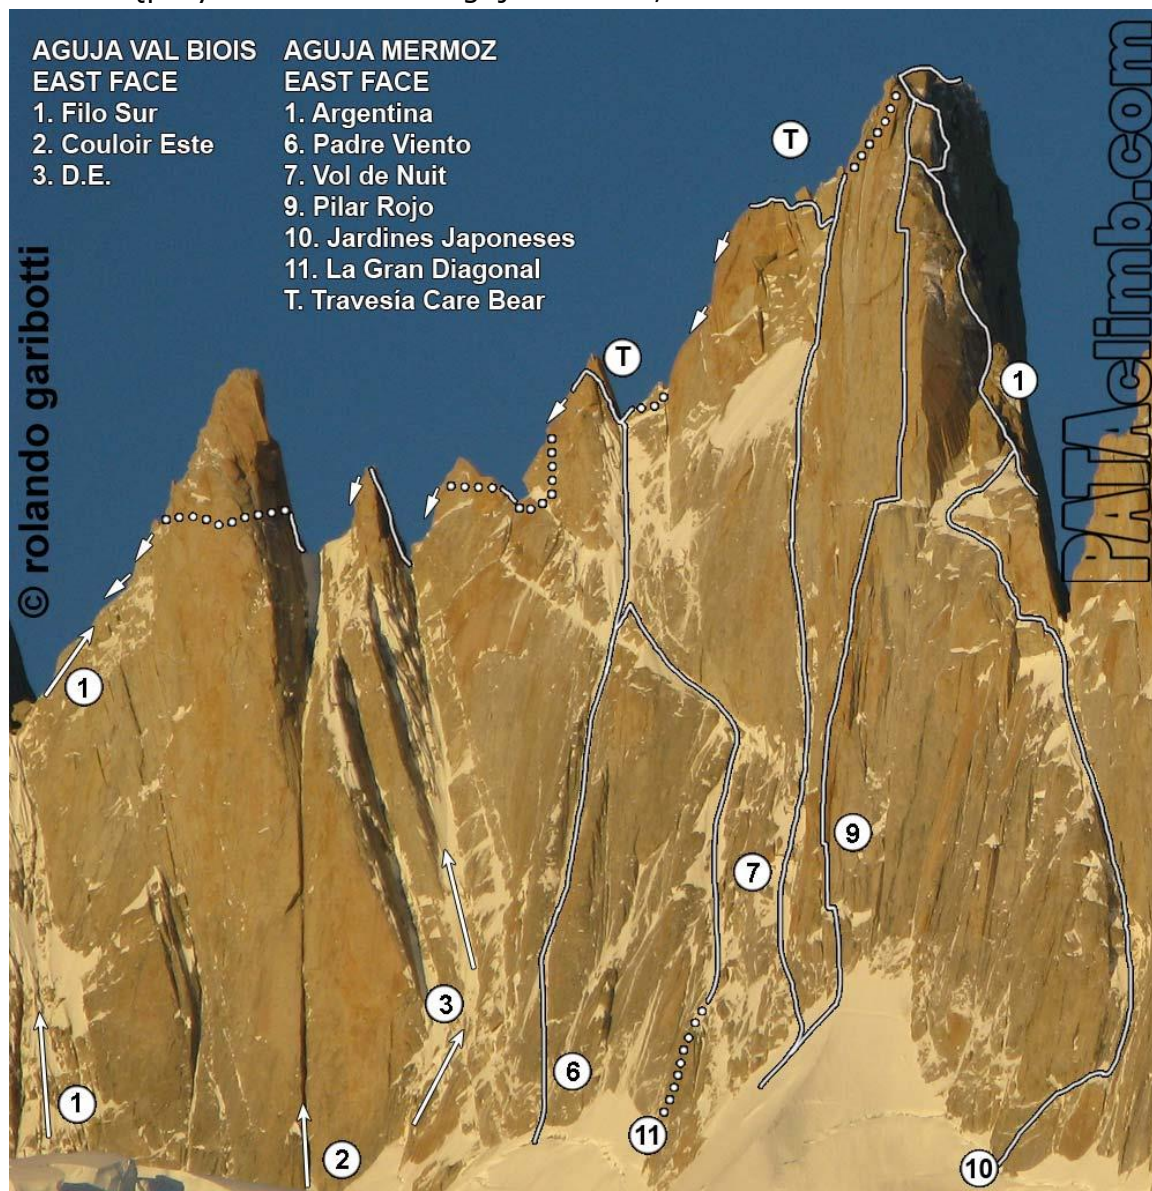 AGUJA VAL BIOIS
EAST FACE
1. Filo Sur
2. Couloir Este
3. D.E.
AGUJA MERMOZ
EAST FACE
1. Argentina
6. Padre Viento
7. Vol de Nuit
9. Pilar Rojo
10. Jardines Japoneses
11. La Gran Diagonal
T. Travesía Care Bear
© rolando garibotti
PATAclimb.com
T
T
1
1
9
7
3
6
1
11
2
10